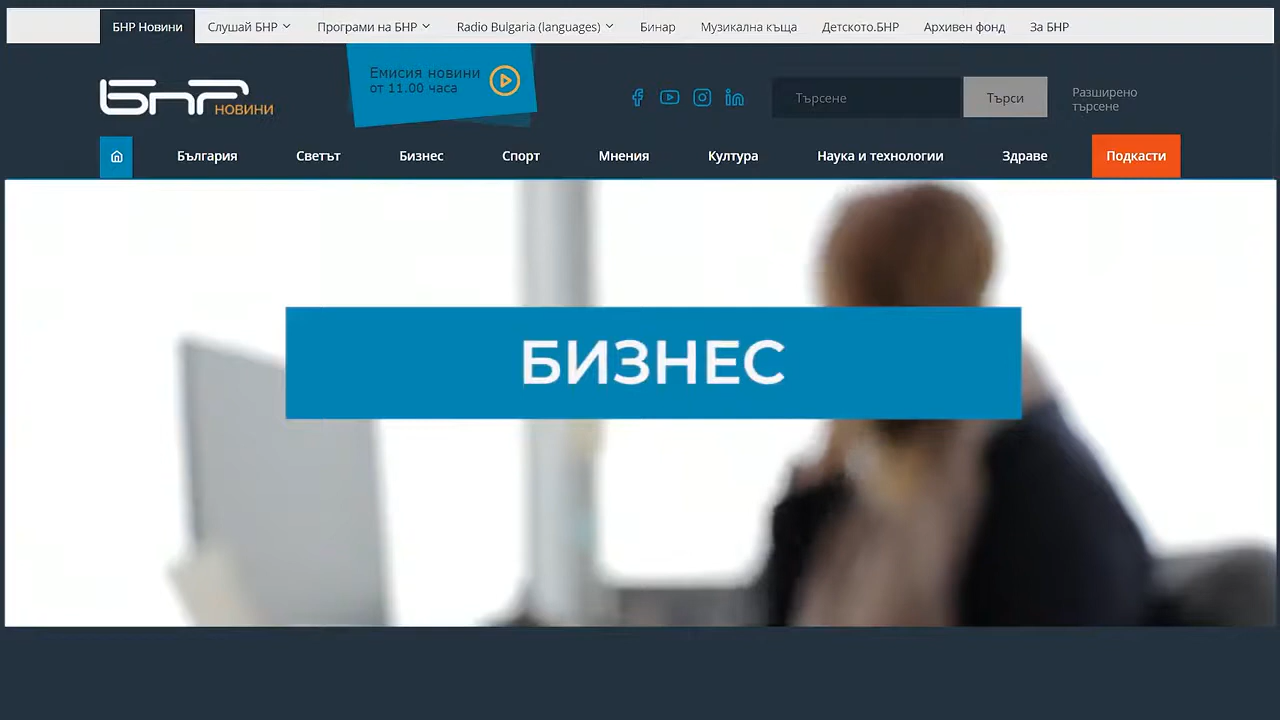 БНР Новини Слушай БНР Програми на БНР Radio Bulgaria (languages) Бинар Музикална къща Детското.БНР Архивен фонд За БНР
БНР НОВИНИ
Емисия новини
от 11.00 часа
Търсене Търси
Разширено
търсене
България Светът Бизнес Спорт Мнения Култура Наука и технологии Здраве Подкасти
БИЗНЕС